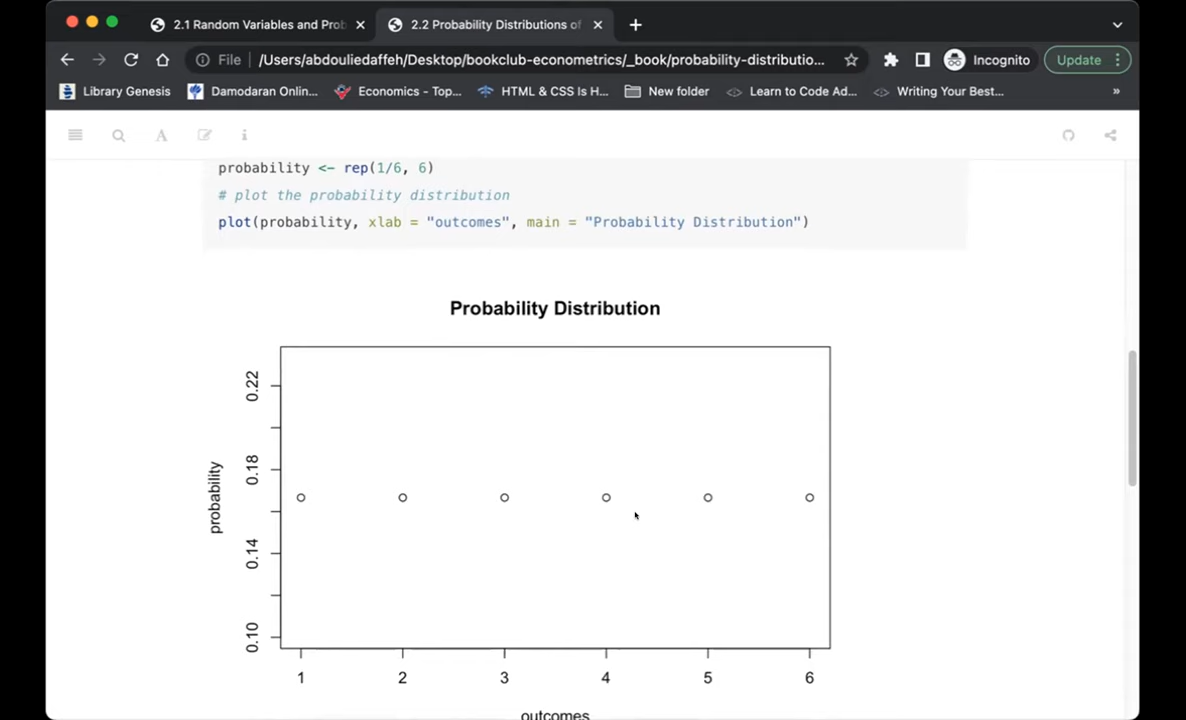 2.1 Random Variables and Prob
2.2 Probability Distributions of
File /Users/abdouliedaffeh/Desktop/bookclub-econometrics/_book/probability-distributio...
Incognito
Update
Library Genesis
Damodaran Onlin...
Economics - Top...
HTML & CSS Is H...
New folder
Learn to Code Ad...
Writing Your Best...
»
probability <- rep(1/6, 6)
# plot the probability distribution
plot(probability, xlab = "outcomes", main = "Probability Distribution")
Probability Distribution
probability
0.22
0.18
0.14
0.10
1 2 3 4 5 6
outcomes